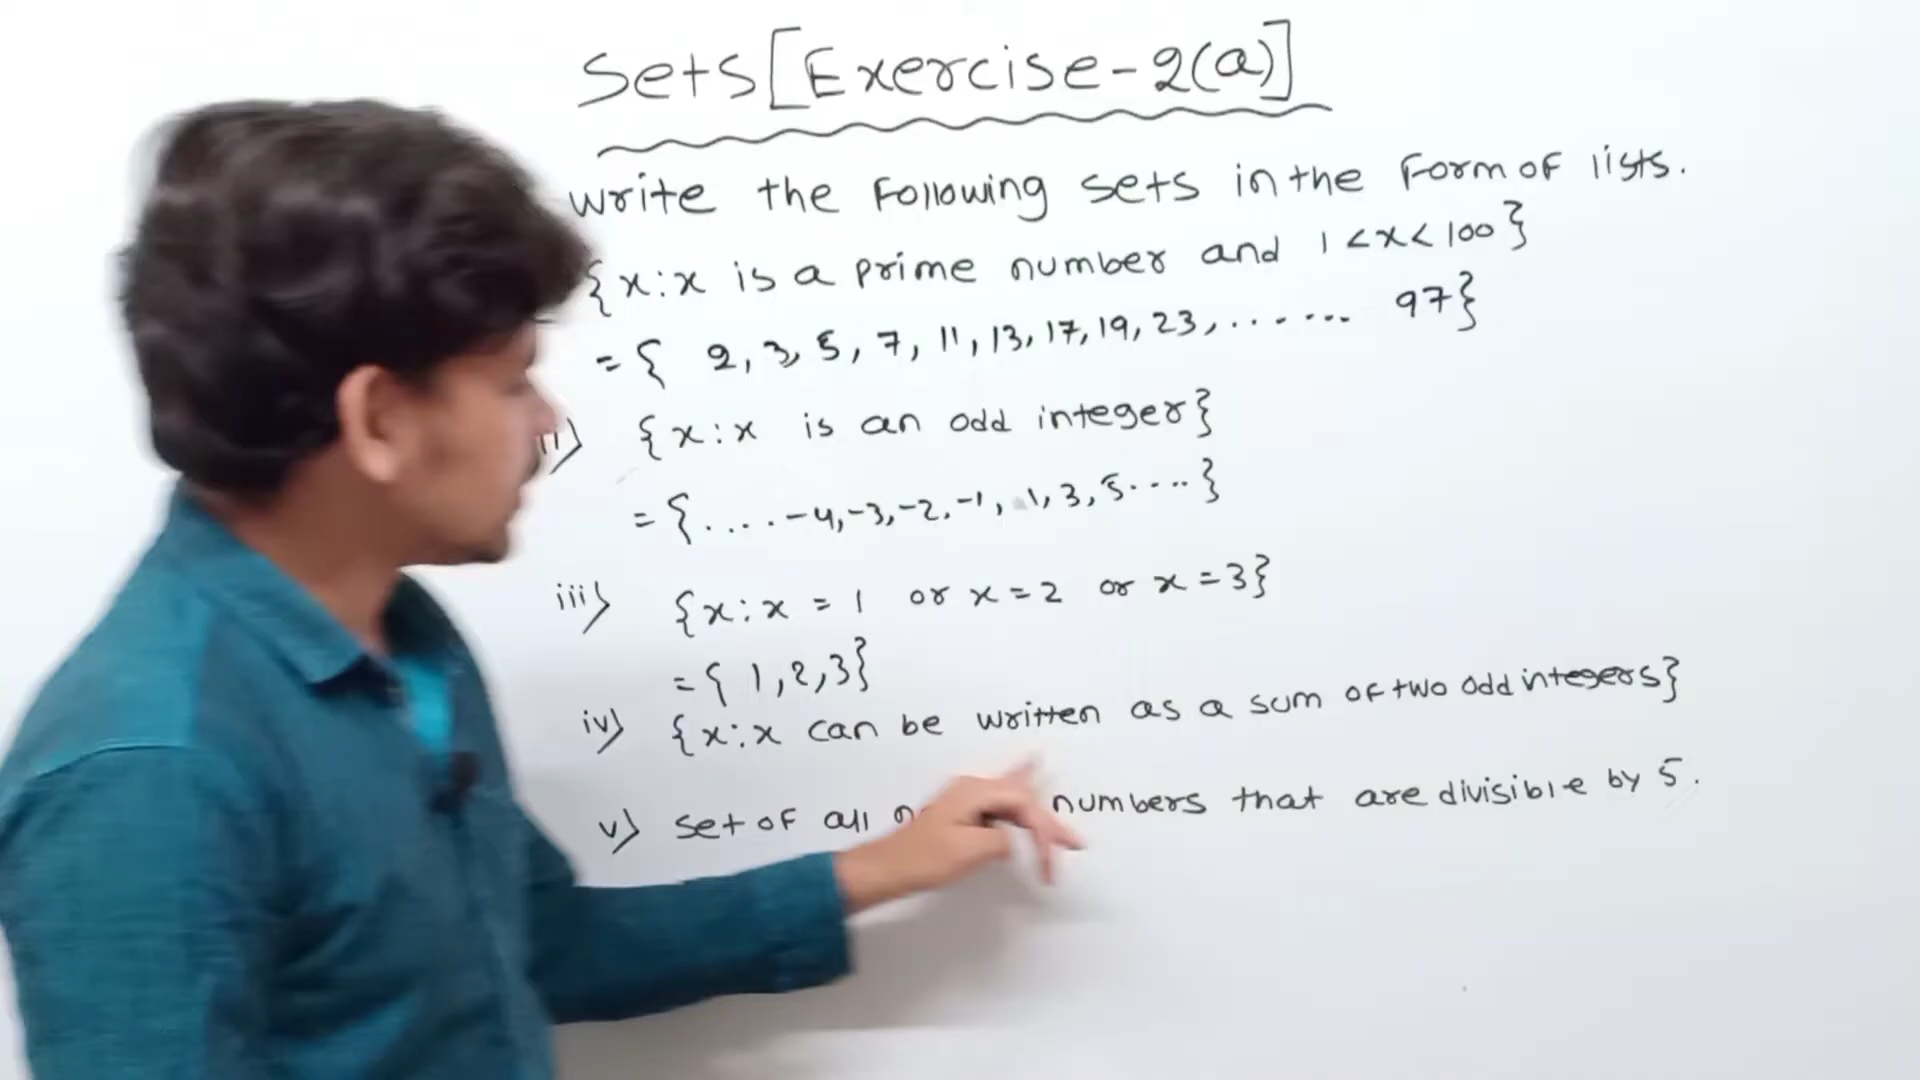 Sets [Exercise-2(a)]
Write the Following sets in the Form of lists.
{x:x is a prime number and 1<x<100}
={ 2, 3, 5, 7, 11, 13, 17, 19, 23, ....... 97}
{x:x is an odd integer}
={.... -4,-3,-2,-1, 1, 3, 5....}
iii) {x:x = 1 or x=2 or x=3}
={ 1,2,3}
iv) {x:x can be written as a sum of two odd integers}
v) set of all numbers that are divisible by 5.